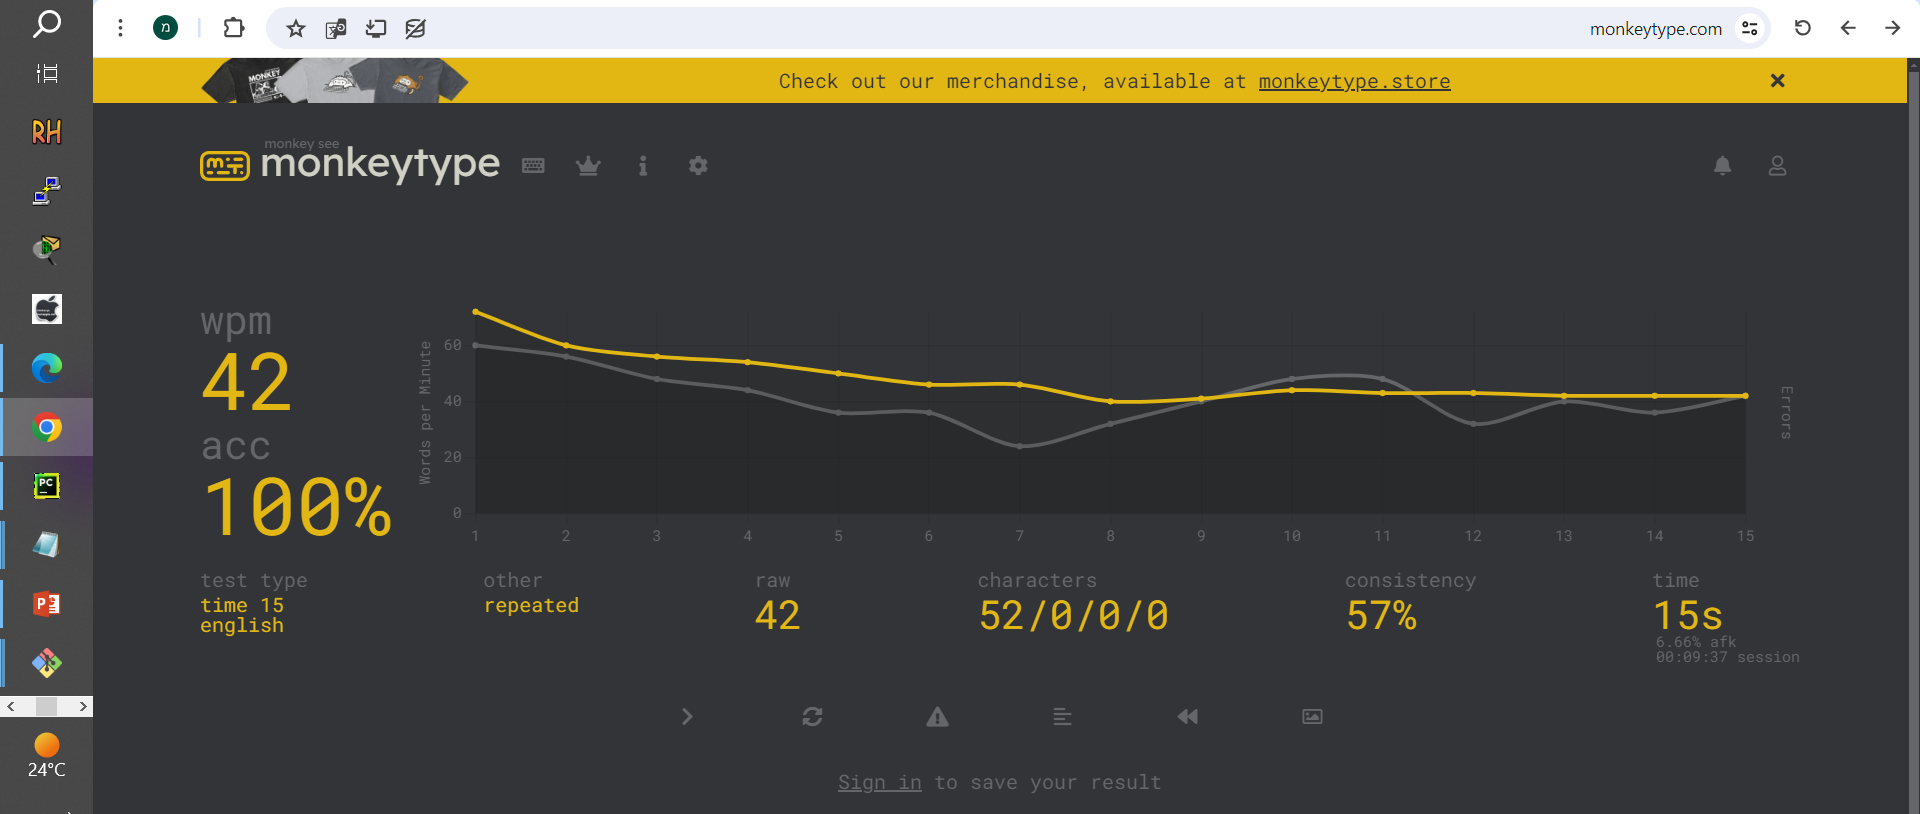 מ
monkeytype.com
MONKEY
Check out our merchandise, available at monkeytype.store
RH
monkey see
monkeytype
wpm
42
acc
100%
Words per Minute
60
40
20
0
1 2 3 4 5 6 7 8 9 10 11 12 13 14 15
Errors
test type
time 15
english
other
repeated
raw
42
characters
52/0/0/0
consistency
57%
time
15s
6.66% afk
00:09:37 session
Sign in to save your result
PC
P
24°C